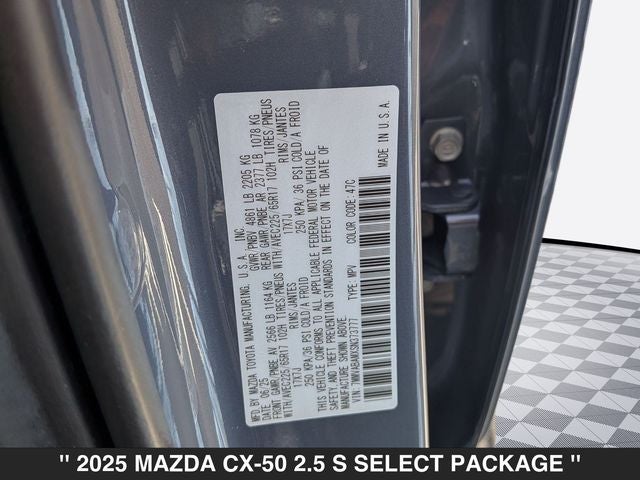 MFD. BY MAZDA TOYOTA MANUFACTURING, U.S.A., INC.
DATE: 06/25 GVWR/PNBV 4861 LB 2205 KG
FRONT GAWR/PNBE AV 2566 LB 1164 KG REAR GAWR/PNBE AR 2377 LB 1078 KG
WITH/AVEC225/65R17 102H TIRES/PNEUS WITH/AVEC225/65R17 102H TIRES/PNEUS
17X7J RIMS/JANTES 17X7J RIMS/JANTES
250 KPA/36 PSI COLD/A FROID 250 KPA/ 36 PSI COLD/A FROID
THIS VEHICLE CONFORMS TO ALL APPLICABLE FEDERAL MOTOR VEHICLE
SAFETY AND THEFT PREVENTION STANDARDS IN EFFECT ON THE DATE OF
MANUFACTURE SHOWN ABOVE.
TYPE: MPV COLOR CODE: 47C MADE IN U.S.A.
" 2025 MAZDA CX-50 2.5 S SELECT PACKAGE "